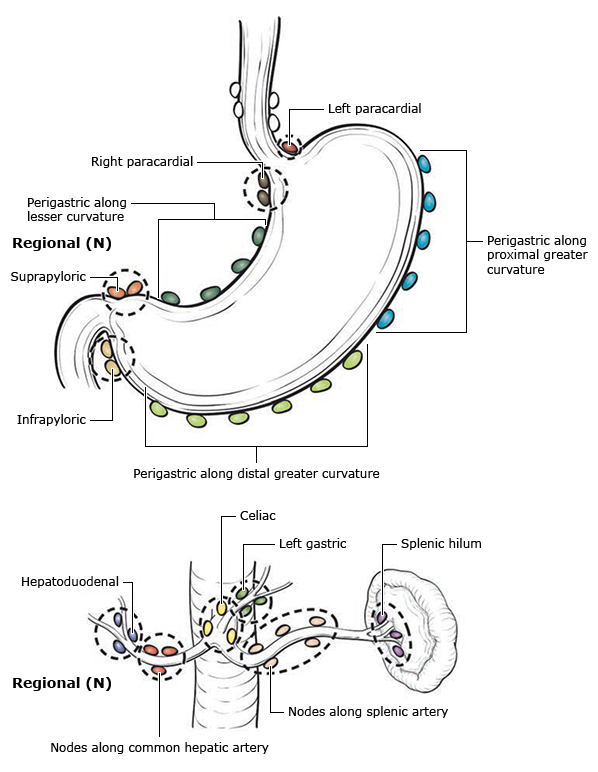 Left paracardial
Right paracardial
Perigastric along
lesser curvature
Regional (N)
Perigastric along
proximal greater
curvature
Suprapyloric
Infrapyloric
Perigastric along distal greater curvature
Celiac
Left gastric
Splenic hilum
Hepatoduodenal
Regional (N)
Nodes along splenic artery
Nodes along common hepatic artery